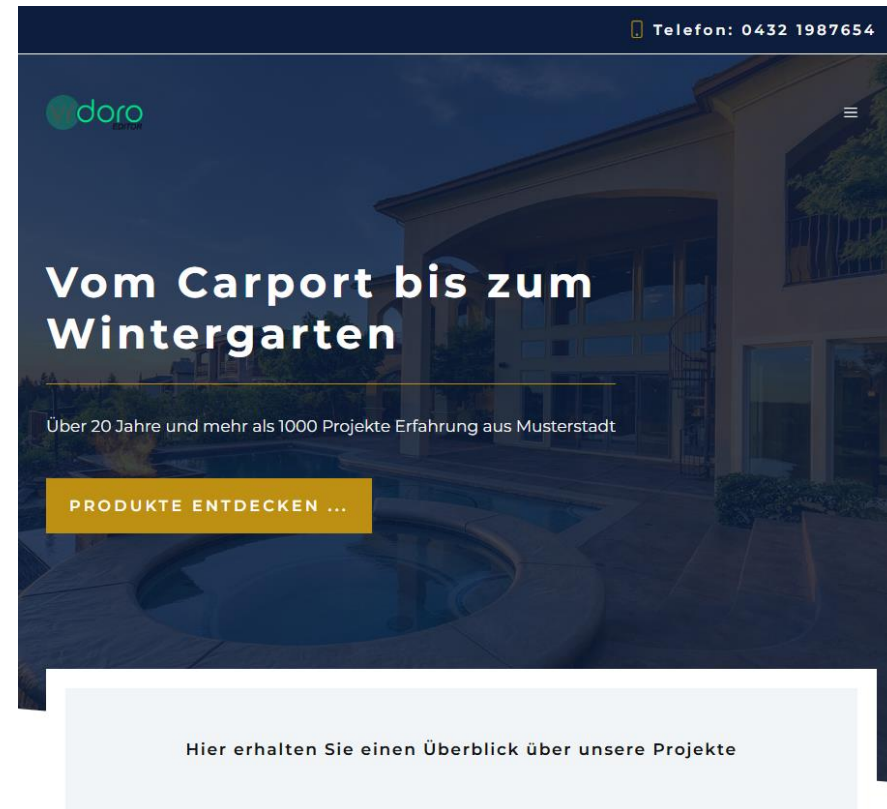 Telefon: 0432 1987654
doro
EDITOR
Vom Carport bis zum
Wintergarten
Über 20 Jahre und mehr als 1000 Projekte Erfahrung aus Musterstadt
PRODUKTE ENTDECKEN ...
Hier erhalten Sie einen Überblick über unsere Projekte